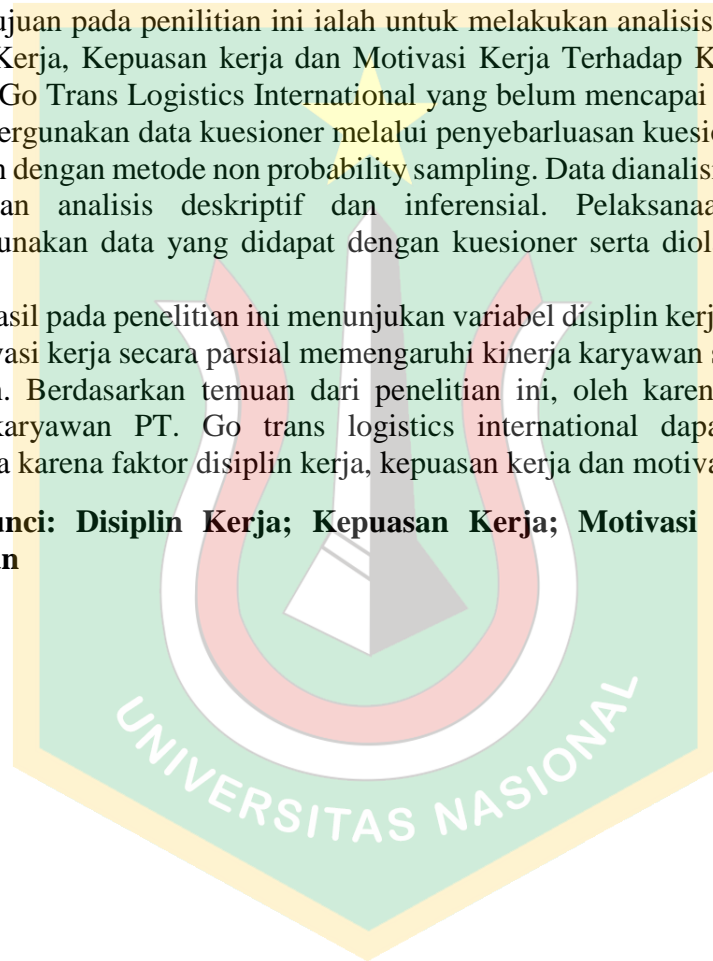 ujuan pada penilitian ini ialah untuk melakukan analisis
Kerja, Kepuasan kerja dan Motivasi Kerja Terhadap K
Go Trans Logistics International yang belum mencapai
ergunakan data kuesioner melalui penyebarluasan kuesio
dengan metode non probability sampling. Data dianalis
an analisis deskriptif dan inferensial. Pelaksanaa
unakan data yang didapat dengan kuesioner serta diol
asil pada penelitian ini menunjukan variabel disiplin kerj
vasi kerja secara parsial memengaruhi kinerja karyawan s
. Berdasarkan temuan dari penelitian ini, oleh karen
karyawan PT. Go trans logistics international dapa
a karena faktor disiplin kerja, kepuasan kerja dan motiva
unci: Disiplin Kerja; Kepuasan Kerja; Motivasi
an
UNIVERSITAS NASIONAL